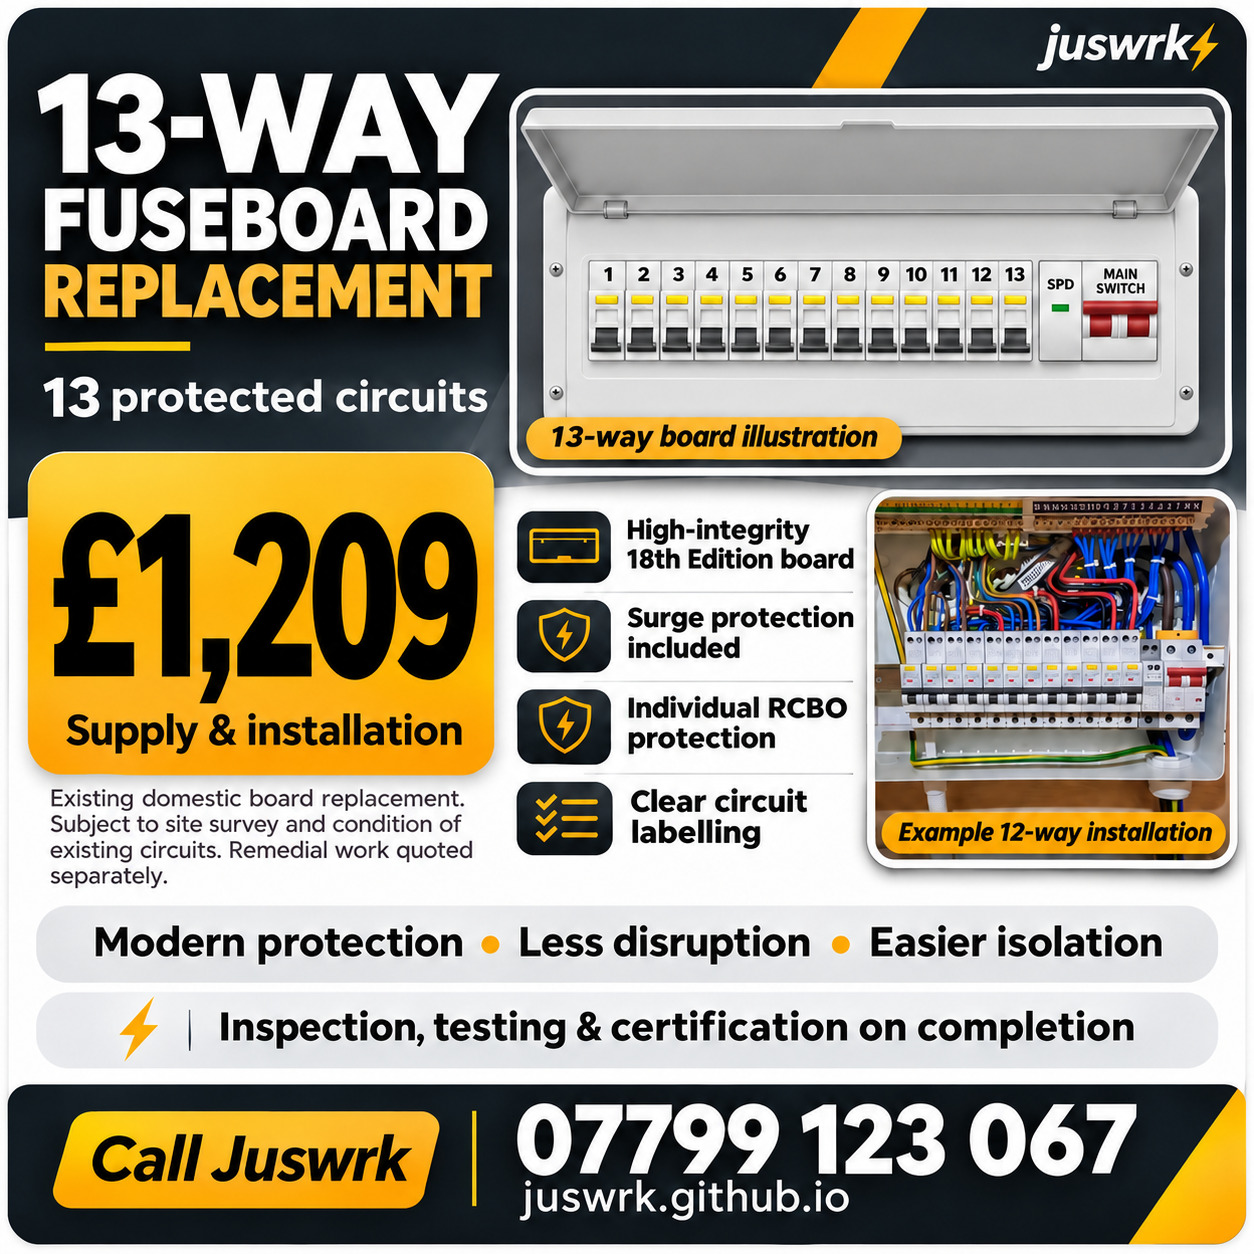 juswrk
13-WAY
FUSEBOARD
REPLACEMENT
13 protected circuits
1 2 3 4 5 6 7 8 9 10 11 12 13
SPD
MAIN
SWITCH
13-way board illustration
£1,209
Supply & installation
Existing domestic board replacement.
Subject to site survey and condition of
existing circuits. Remedial work quoted
separately.
High-integrity
18th Edition board
Surge protection
included
Individual RCBO
protection
Clear circuit
labelling
Example 12-way installation
Modern protection • Less disruption • Easier isolation
Inspection, testing & certification on completion
Call Juswrk
07799 123 067
juswrk.github.io